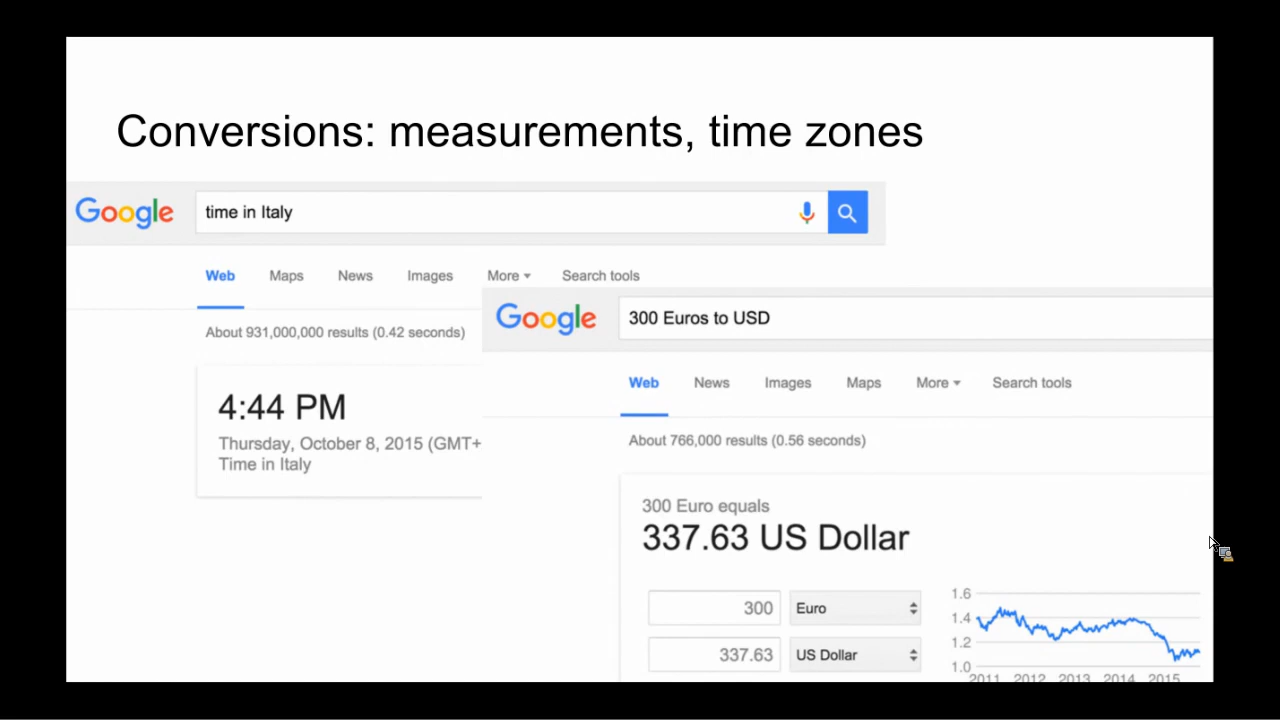 Conversions: measurements, time zones
Google time in Italy
Web Maps News Images More Search tools
About 931,000,000 results (0.42 seconds)
4:44 PM
Thursday, October 8, 2015 (GMT+
Time in Italy
Google 300 Euros to USD
Web News Images Maps More Search tools
About 766,000 results (0.56 seconds)
300 Euro equals
337.63 US Dollar
300 Euro
337.63 US Dollar
1.6
1.4
1.2
1.0
2011 2012 2013 2014 2015